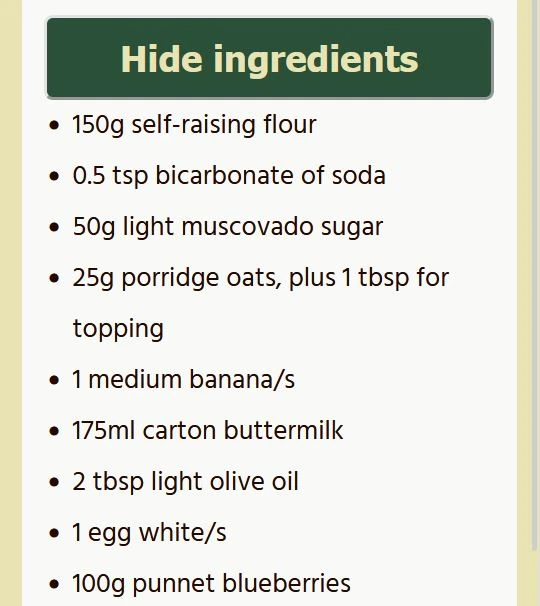 Hide ingredients
150g self-raising flour
0.5 tsp bicarbonate of soda
50g light muscovado sugar
25g porridge oats, plus 1 tbsp for
topping
1 medium banana/s
175ml carton buttermilk
2 tbsp light olive oil
1 egg white/s
100g punnet blueberries